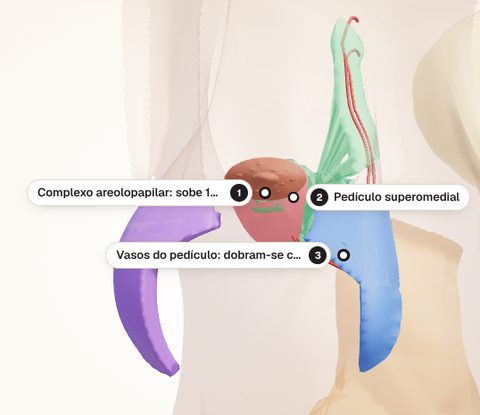 Complexo areolopapilar: sobe 1... 1
2 Pedículo superomedial
Vasos do pedículo: dobram-se c... 3